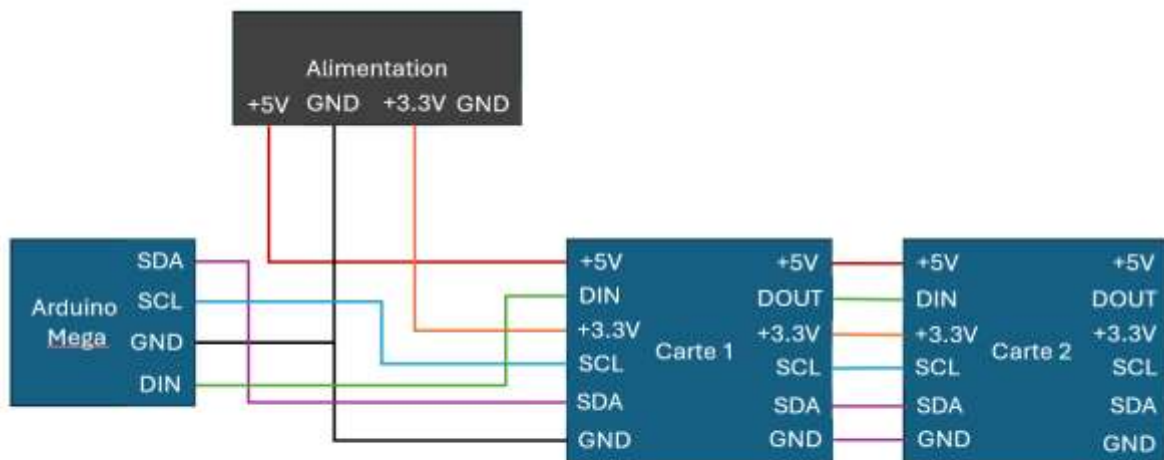 Alimentation
+5V GND +3.3V GND
Arduino
Mega
SDA
SCL
GND
DIN
Carte 1
+5V
DIN
+3.3V
SCL
SDA
GND
+5V
DOUT
+3.3V
SCL
SDA
GND
Carte 2
+5V
DIN
+3.3V
SCL
SDA
GND
+5V
DOUT
+3.3V
SCL
SDA
GND